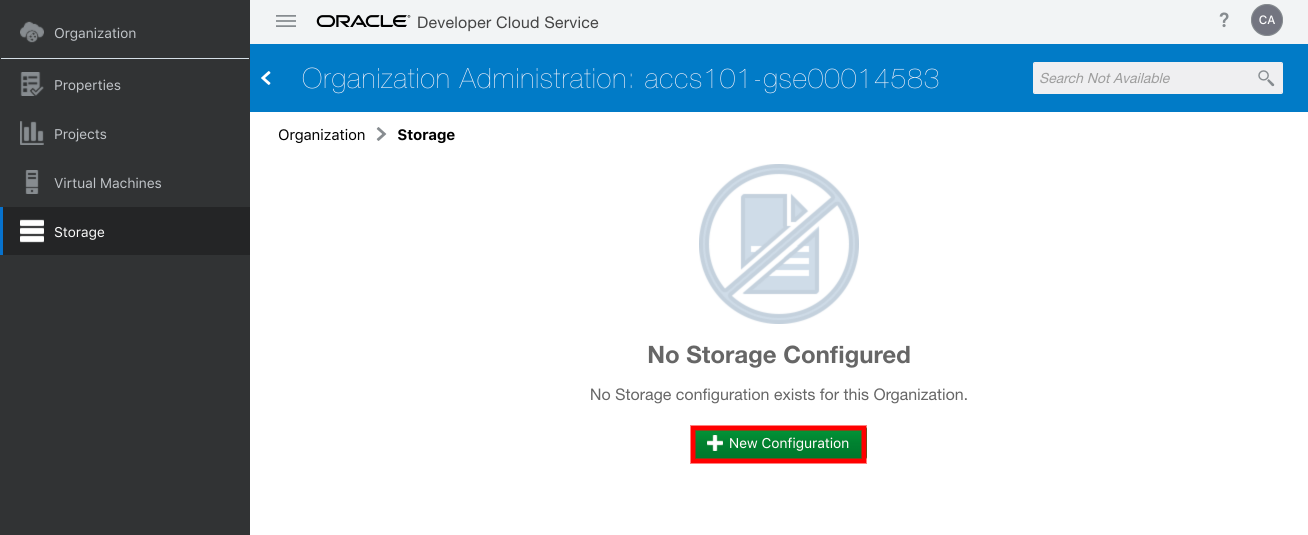 Organization
Properties
Projects
Virtual Machines
Storage
ORACLE® Developer Cloud Service
?
CA
Organization Administration: accs101-gse00014583
Search Not Available
Organization > Storage
No Storage Configured
No Storage configuration exists for this Organization.
New Configuration